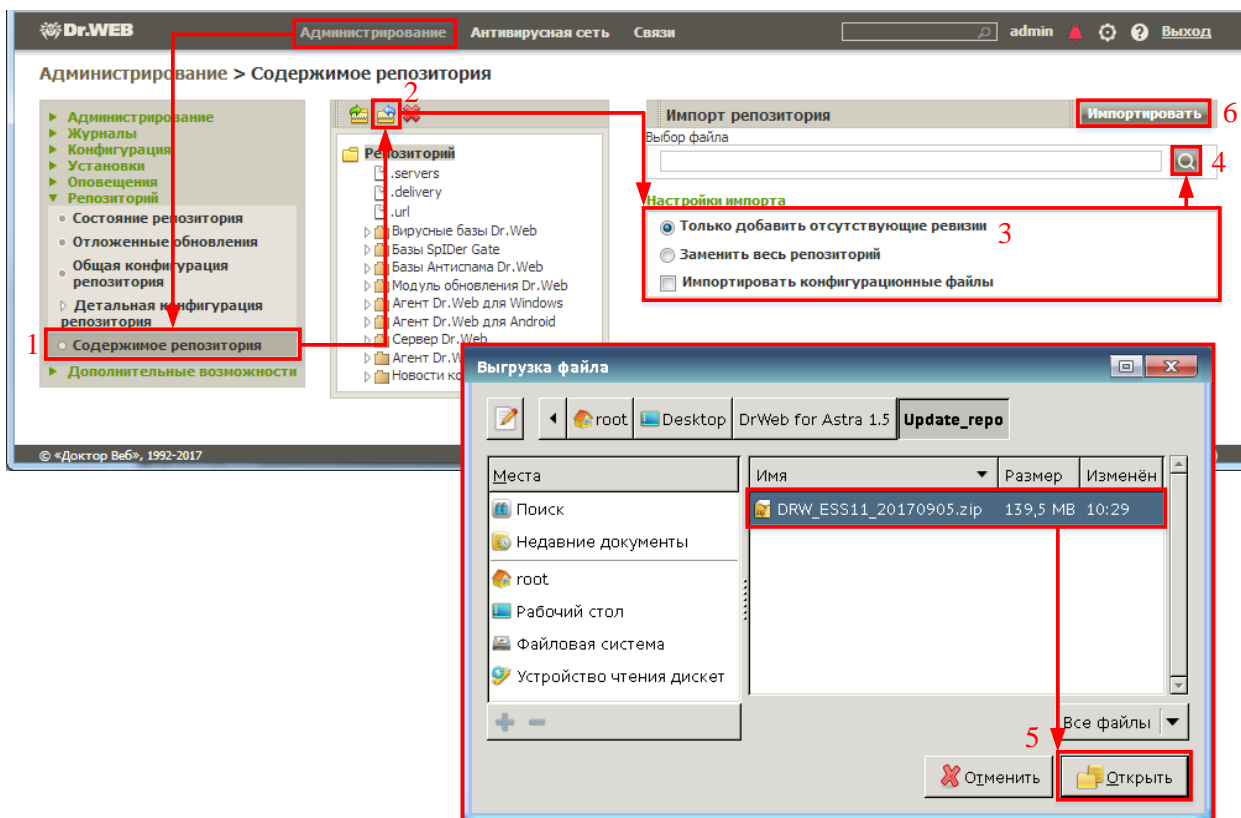 Dr.WEB
Администрирование Антивирусная сеть Связи admin Выход
Администрирование > Содержимое репозитория
2
Администрирование
Журналы
Конфигурация
Установки
Оповещения
Репозиторий
Состояние репозитория
Отложенные обновления
Общая конфигурация
репозитория
Детальная конфигурация
репозитория
1
Содержимое репозитория
Дополнительные возможности
Репозиторий
.servers
.delivery
.url
Вирусные базы Dr.Web
Базы SpIDer Gate
Базы Антиспама Dr.Web
Модуль обновления Dr.Web
Агент Dr.Web для Windows
Агент Dr.Web для Android
Сервер Dr.Web
Агент Dr.
Новости
Импорт репозитория
Импортировать
6
Выбор файла
4
Настройки импорта
Только добавить отсутствующие ревизии
3
Заменить весь репозиторий
Импортировать конфигурационные файлы
© «Доктор Веб», 1992-2017
Выгрузка файла
root Desktop DrWeb for Astra 1.5 Update_repo
Места
Поиск
Недавние документы
root
Рабочий стол
Файловая система
Устройство чтения дискет
Имя Размер Изменён
DRW_ESS11_20170905.zip 139,5 MB 10:29
Все файлы
5
Отменить Открыть